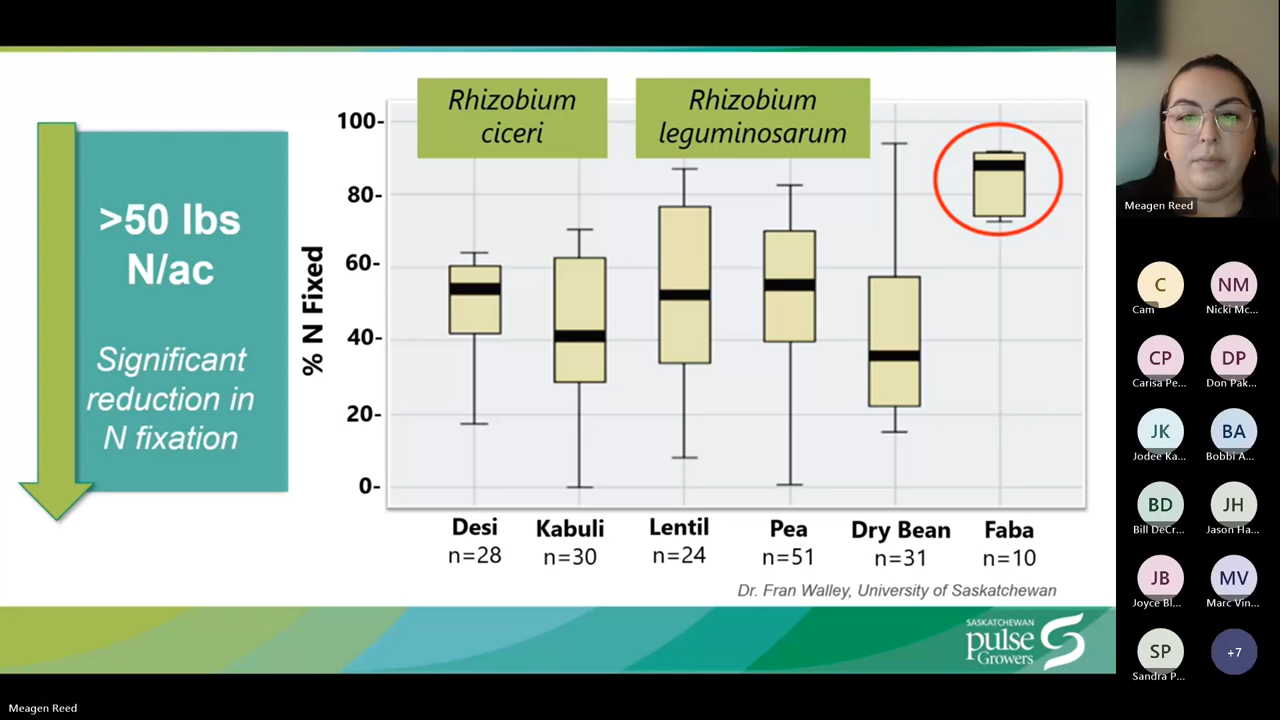 Rhizobium
ciceri
Rhizobium
leguminosarum
>50 lbs
N/ac
Significant
reduction in
N fixation
% N Fixed
100-
80-
60-
40-
20-
0-
Desi
n=28
Kabuli
n=30
Lentil
n=24
Pea
n=51
Dry Bean
n=31
Faba
n=10
Dr. Fran Walley, University of Saskatchewan
SASKATCHEWAN
pulse
Growers
Meagen Reed
C
Cam
NM
Nicki Mc...
CP
Carisa Pe...
DP
Don Pak...
JK
Jodee Ka...
BA
Bobbi A...
BD
Bill DeCr...
JH
Jason Ha...
JB
Joyce Bl...
MV
Marc Vin...
SP
Sandra P...
+7
Meagen Reed